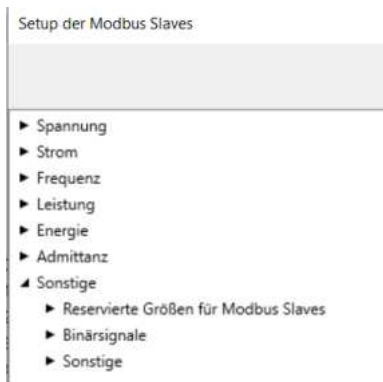 Setup der Modbus Slaves
Spannung
Strom
Frequenz
Leistung
Energie
Admittanz
Sonstige
Reservierte Größen für Modbus Slaves
Binärsignale
Sonstige